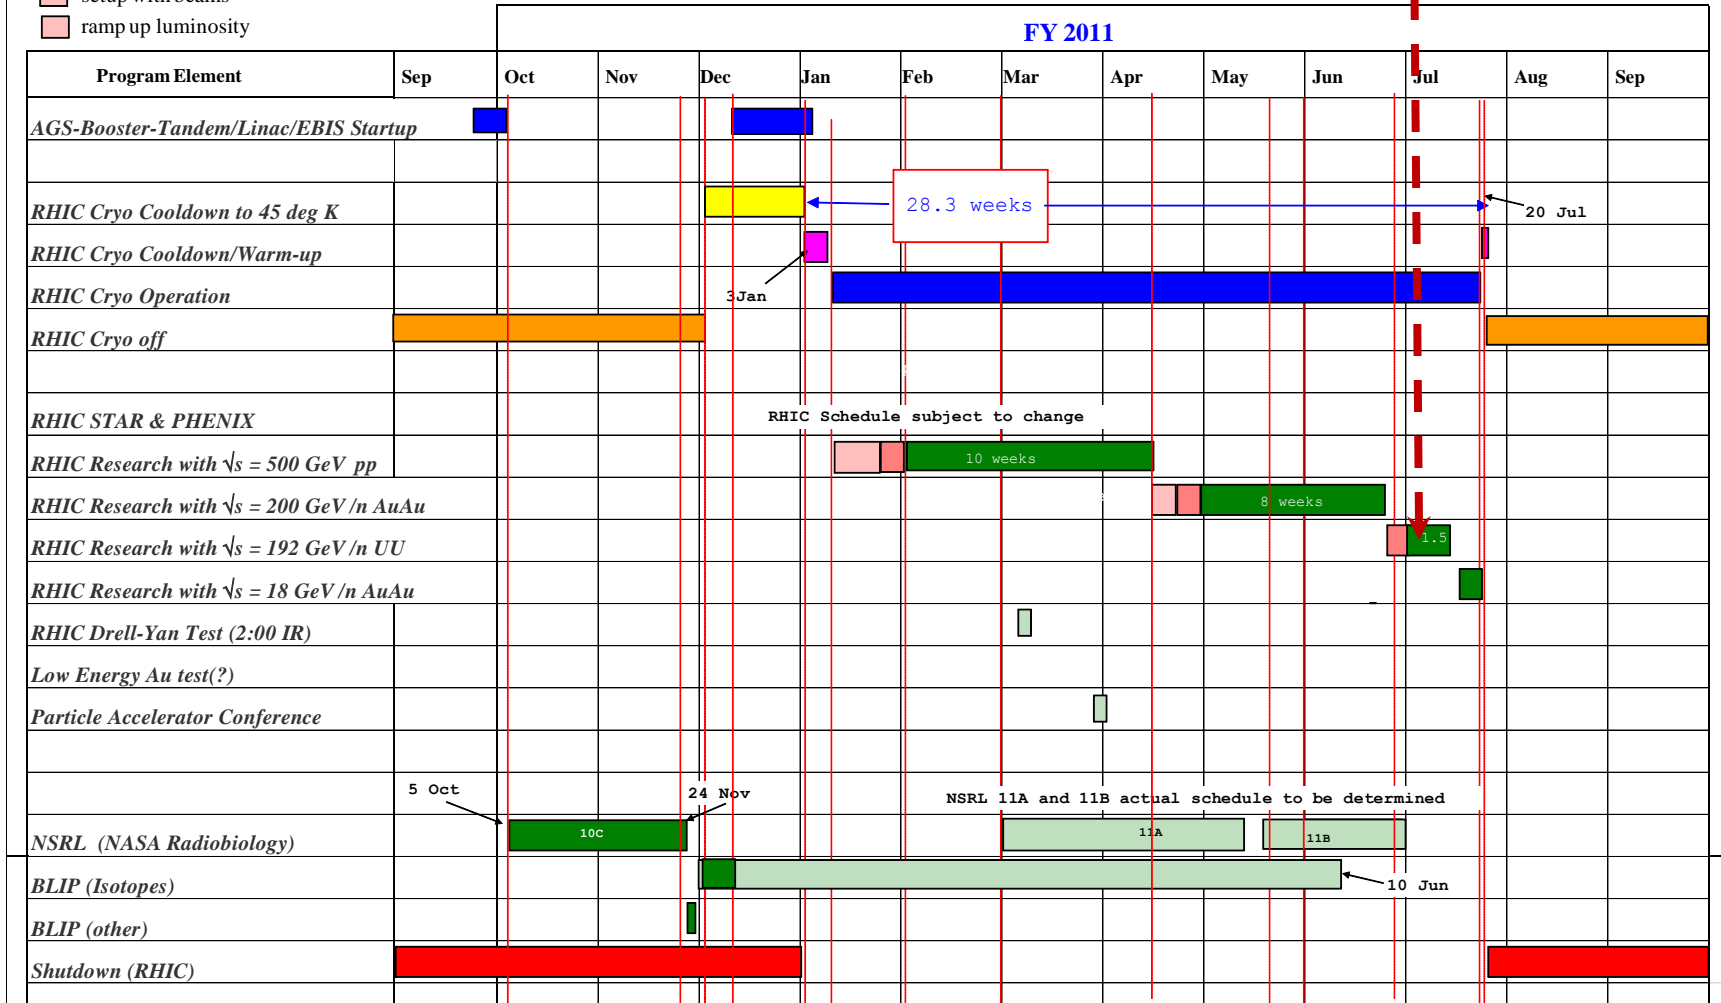 setup with beams
ramp up luminosity
FY 2011
Program Element Sep Oct Nov Dec Jan Feb Mar Apr May Jun Jul Aug Sep
AGS-Booster-Tandem/Linac/EBIS Startup
RHIC Cryo Cooldown to 45 deg K
28.3 weeks
20 Jul
RHIC Cryo Cooldown/Warm-up
3Jan
RHIC Cryo Operation
RHIC Cryo off
RHIC STAR & PHENIX
RHIC Schedule subject to change
RHIC Research with √s = 500 GeV pp
10 weeks
RHIC Research with √s = 200 GeV/n AuAu
8 weeks
RHIC Research with √s = 192 GeV/n UU
1.5
RHIC Research with √s = 18 GeV/n AuAu
RHIC Drell-Yan Test (2:00 IR)
Low Energy Au test(?)
Particle Accelerator Conference
5 Oct
24 Nov
NSRL 11A and 11B actual schedule to be determined
NSRL (NASA Radiobiology)
10C
11A
11B
BLIP (Isotopes)
10 Jun
BLIP (other)
Shutdown (RHIC)